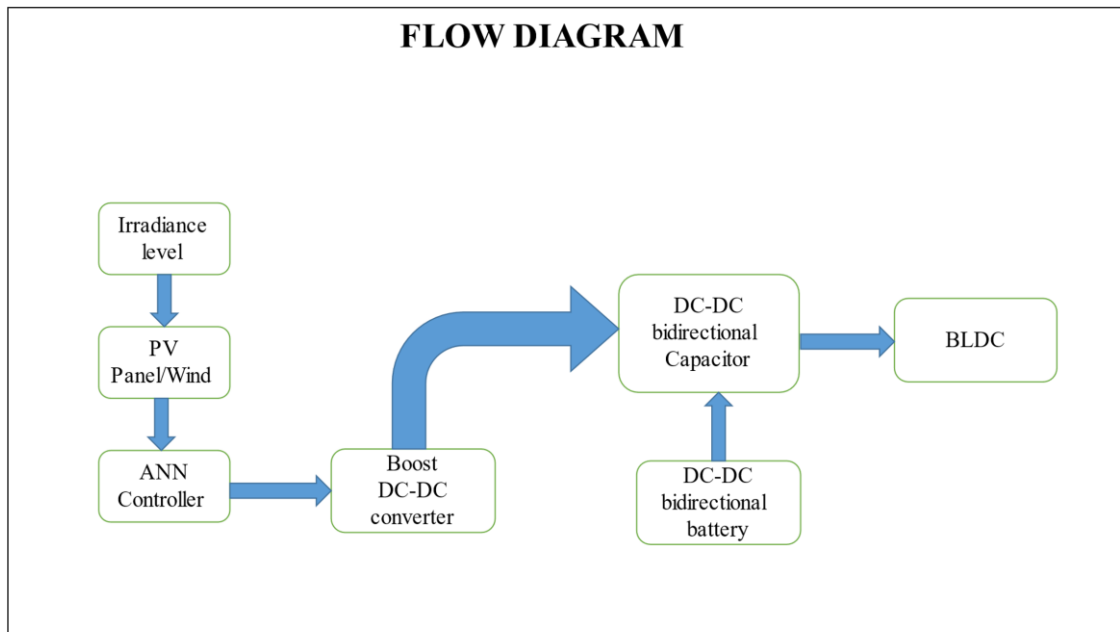 FLOW DIAGRAM
Irradiance
level
PV
Panel/Wind
ANN
Controller
Boost
DC-DC
converter
DC-DC
bidirectional
Capacitor
DC-DC
bidirectional
battery
BLDC